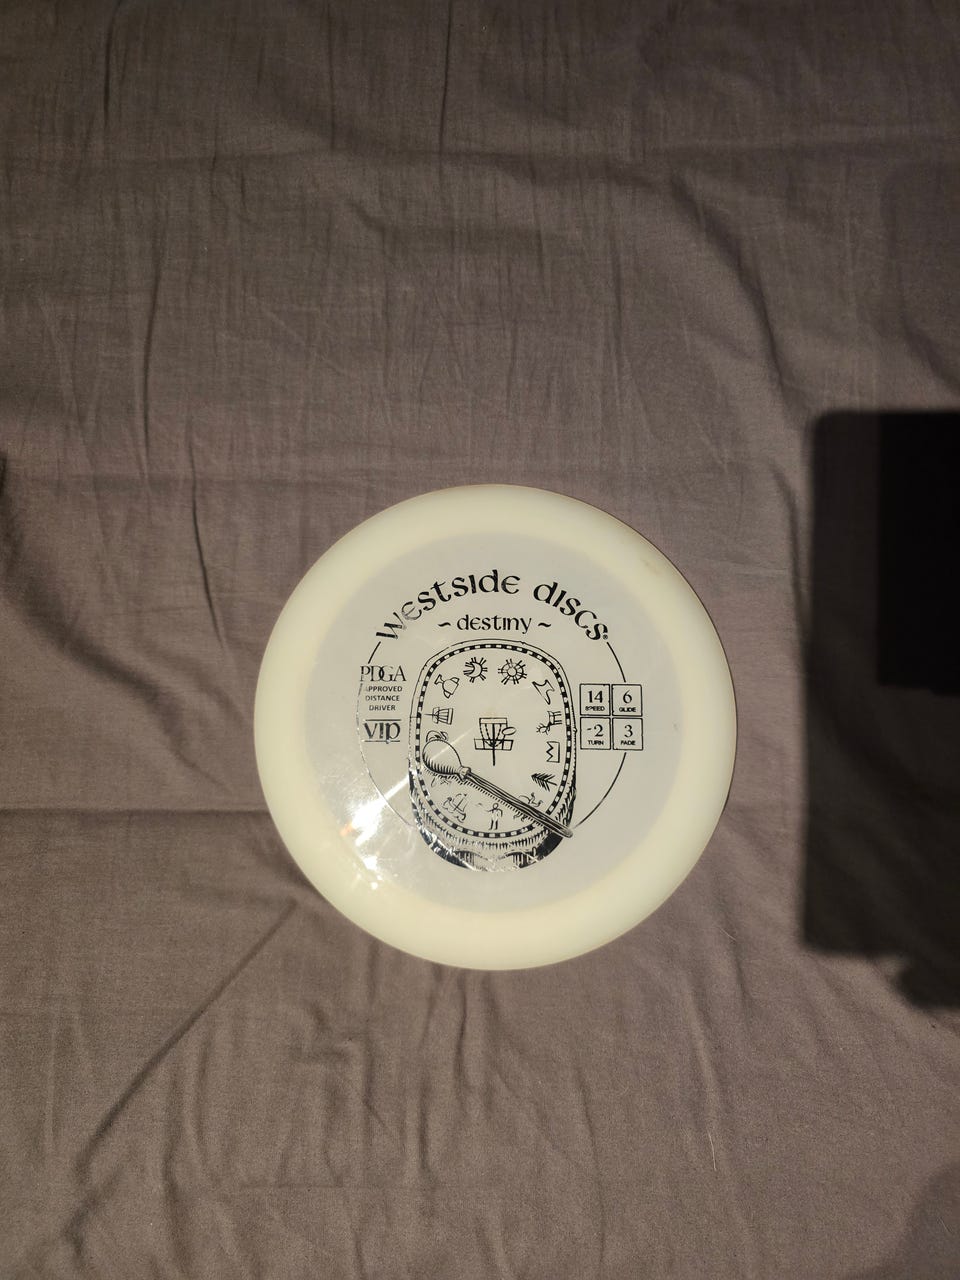 westside discs®
~ destiny ~
PDGA
APPROVED
DISTANCE
DRIVER
VIP
14
SPEED
6
GLIDE
-2
TURN
3
FADE